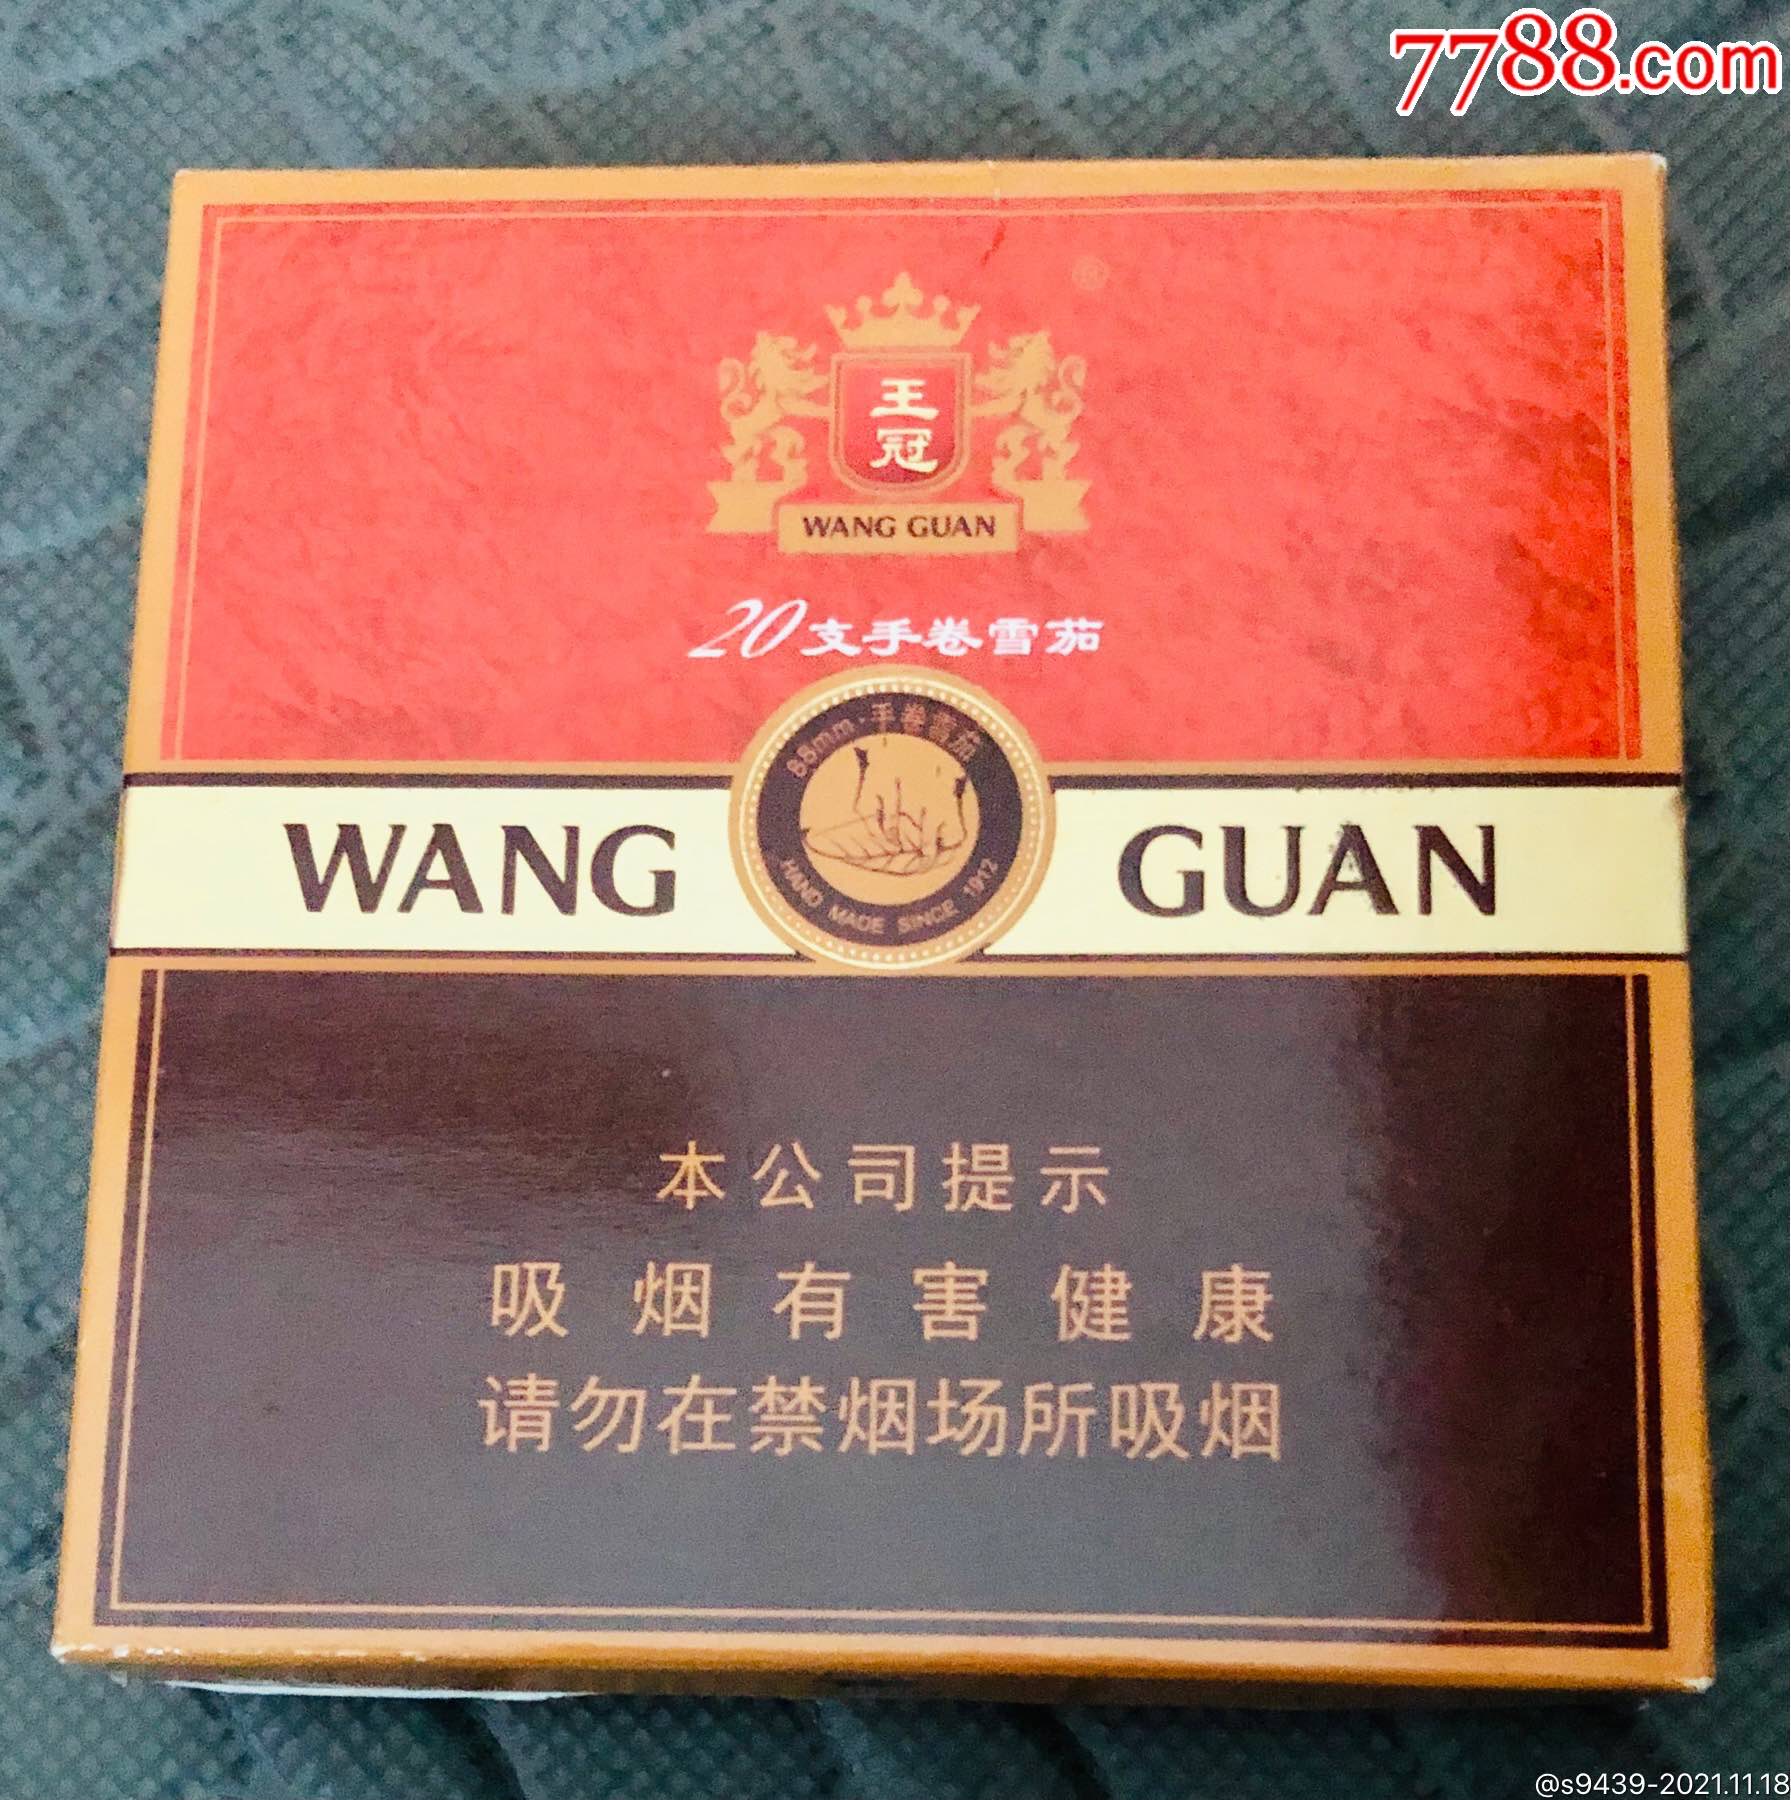 7788.com
®
王
冠
WANG GUAN
20支手卷雪茄
85mm·手卷雪茄
WANG GUAN
HAND MADE SINCE 1912
本公司提示
吸烟有害健康
请勿在禁烟场所吸烟
@s9439-2021.11.18